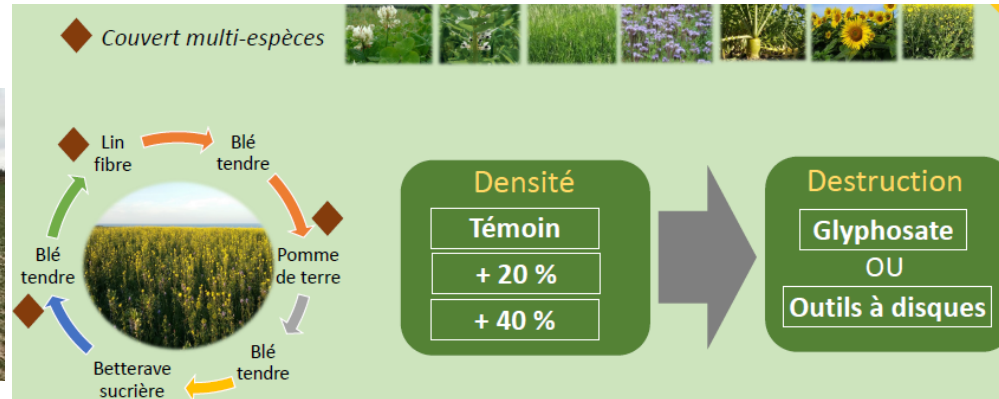 Couvert multi-espèces
Lin
fibre
Blé
tendre
Pomme
de terre
Blé
tendre
Betterave
sucrière
Blé
tendre
Densité
Témoin
+ 20 %
+ 40 %
Destruction
Glyphosate
OU
Outils à disques